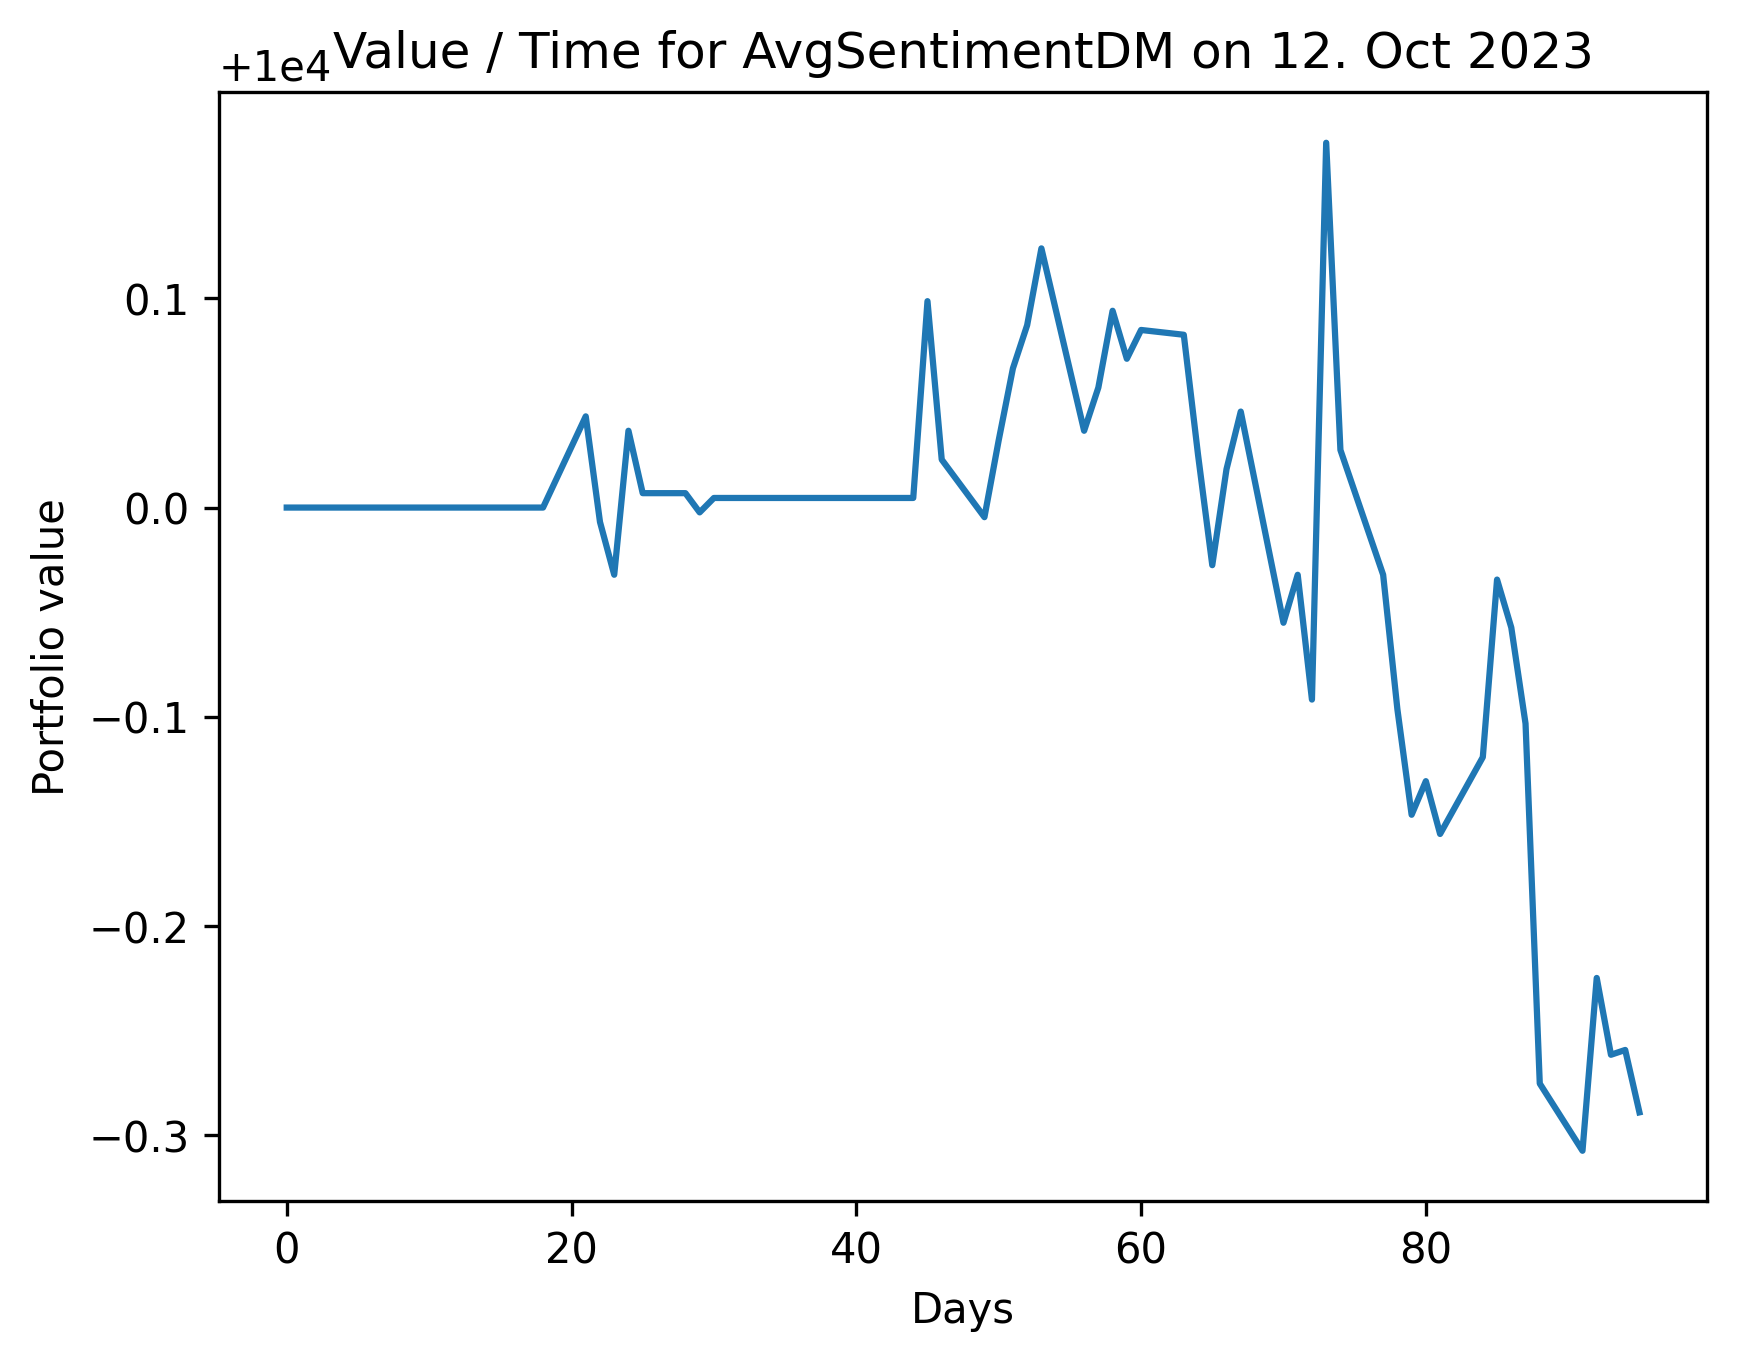 Value / Time for AvgSentimentDM on 12. Oct 2023
+1e4
Portfolio value
0.1
0.0
−0.1
−0.2
−0.3
0 20 40 60 80
Days